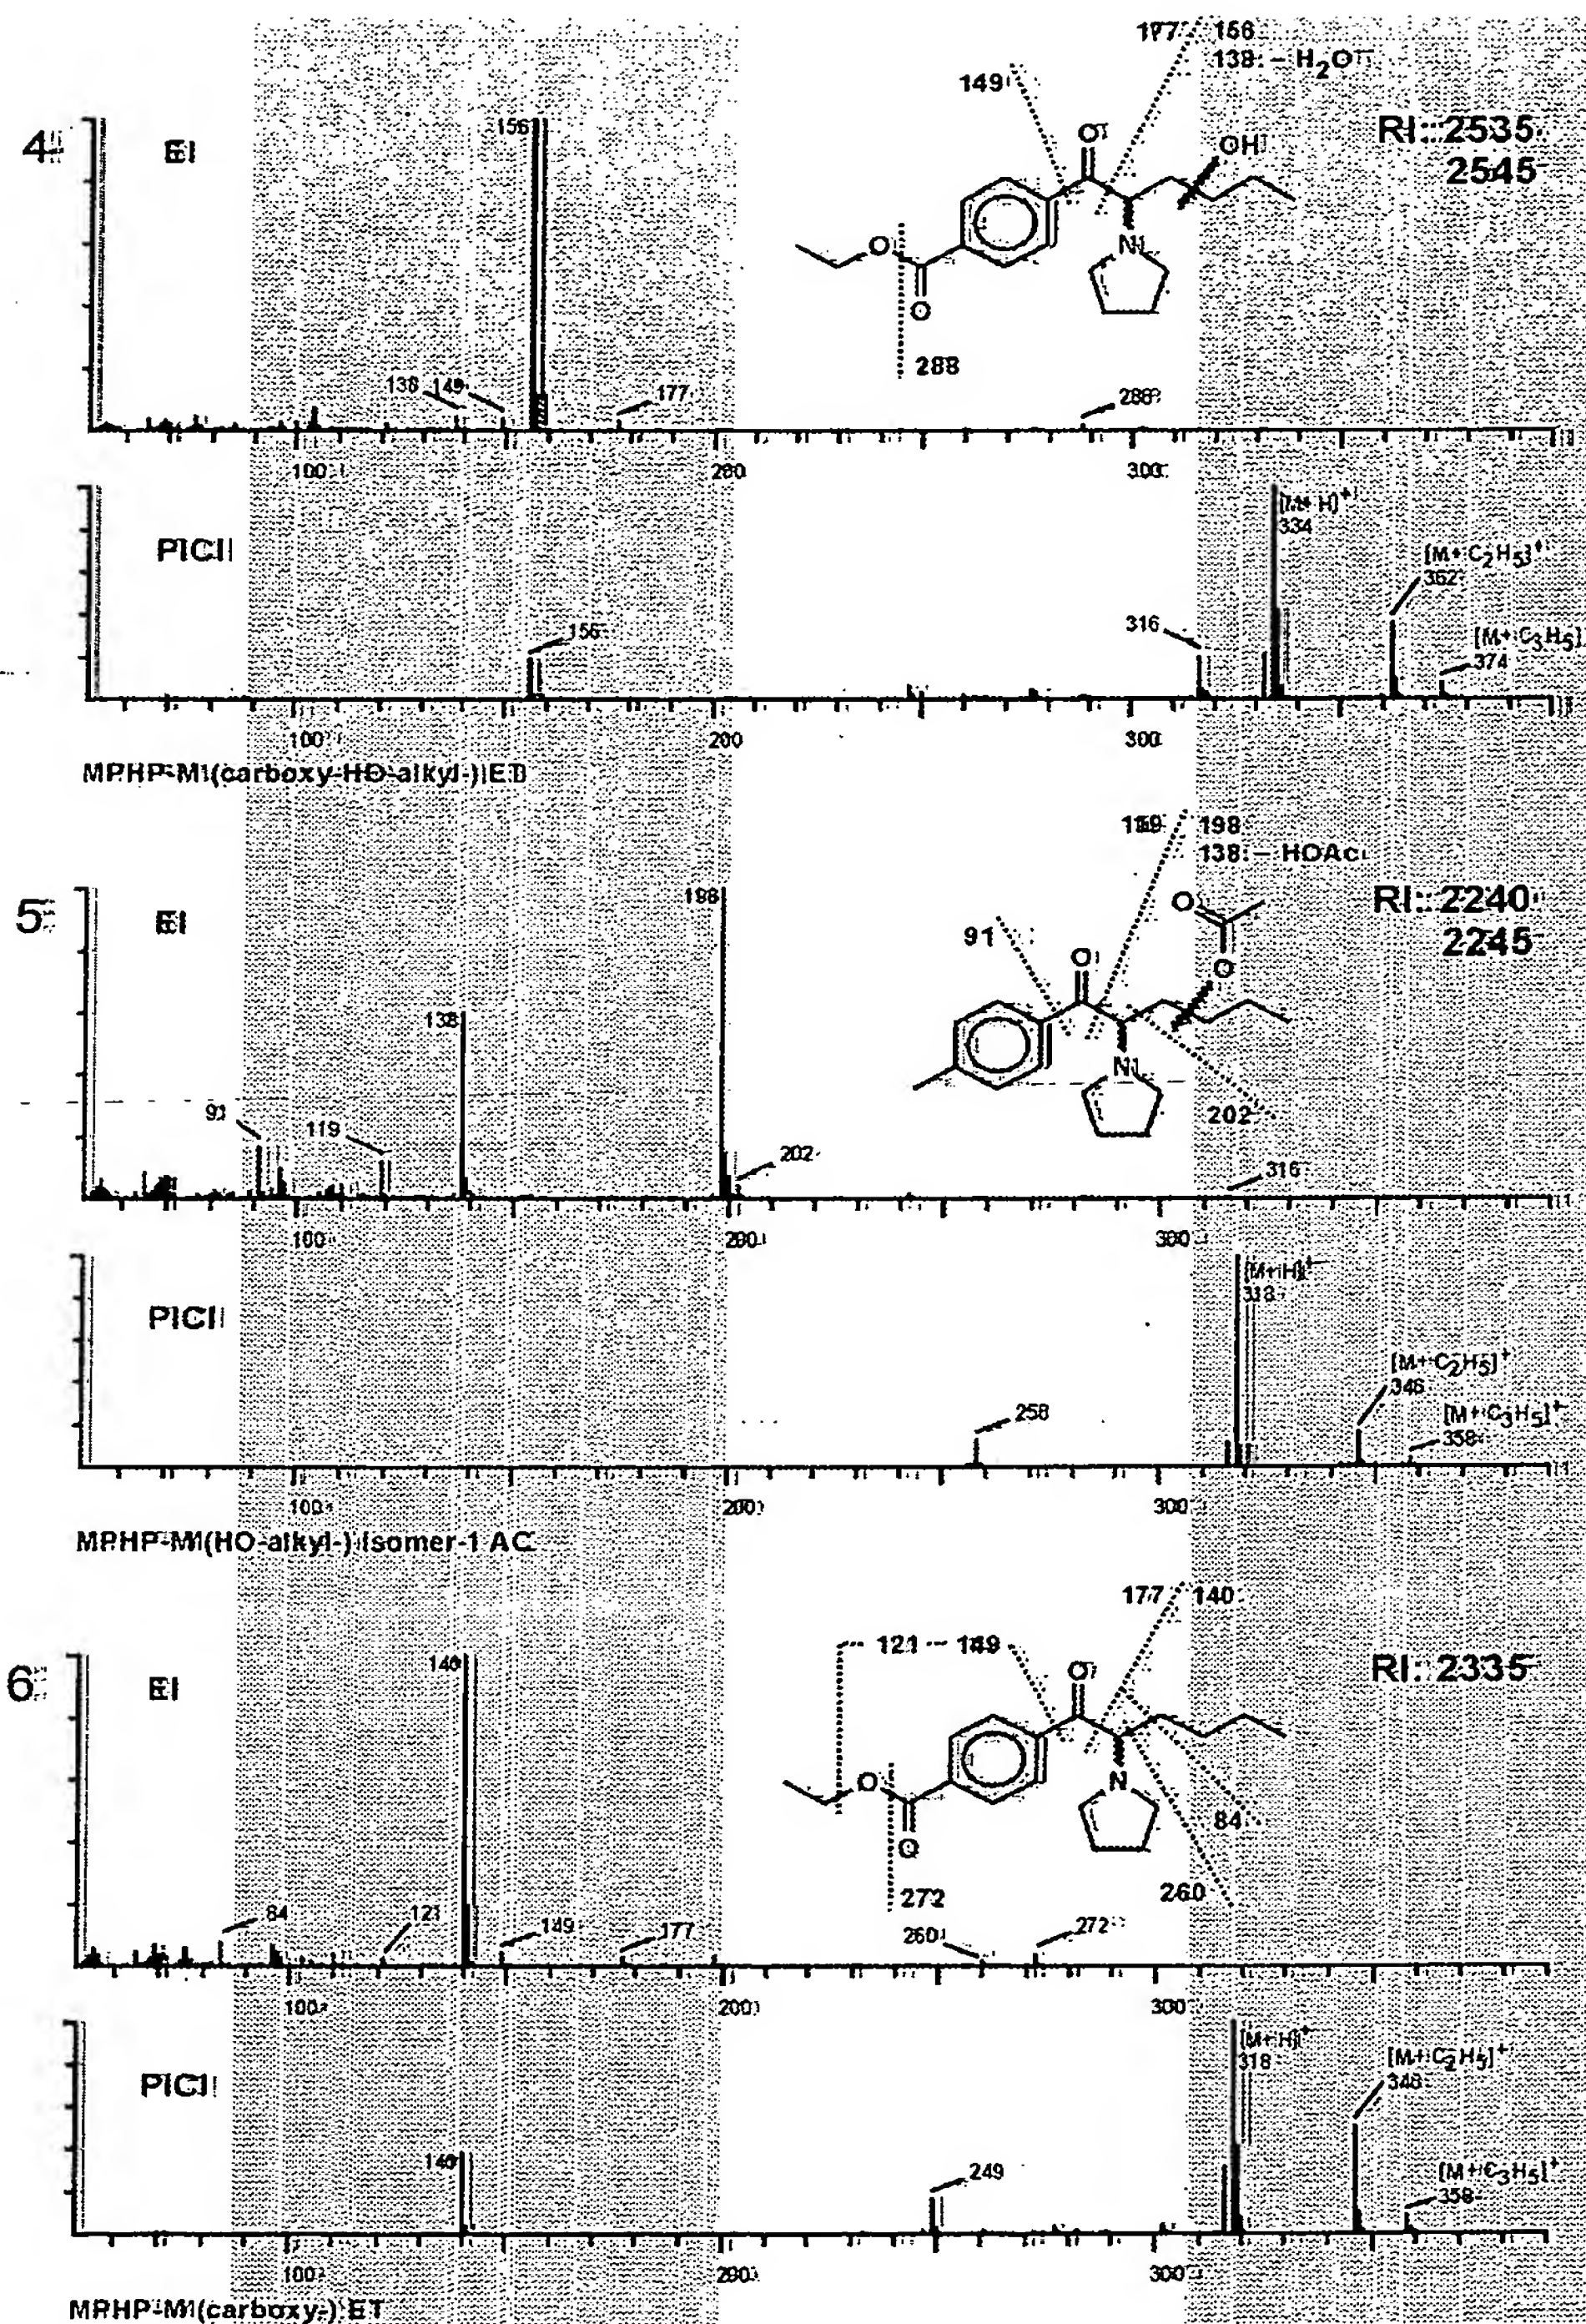 177 156
138: – H2O
149
4
EI
156
O
OH
RI: 2535
2545
O
N
O
288
138 149
177
288
100
200
300
PICI
[M+H]+
334
[M+C2H5]+
362
156
316
[M+C3H5]
374
100
200
300
MPHP-M (carboxy-HO-alkyl-) ET
119 198
138: – HOAc
5
EI
198
91
O
O
O
RI: 2240
2245
138
N
91
119
202
202
316
100
200
300
PICI
[M+H]+
318
[M+C2H5]+
346
258
[M+C3H5]+
358
100
200
300
MPHP-M (HO-alkyl-) isomer-1 AC
177 140
121 149
6
EI
140
O
RI: 2335
O
N
O
84
272
260
84
121
149
177
260
272
100
200
300
PICI
[M+H]+
318
[M+C2H5]+
346
140
249
[M+C3H5]+
358
100
200
300
MPHP-M (carboxy-) ET